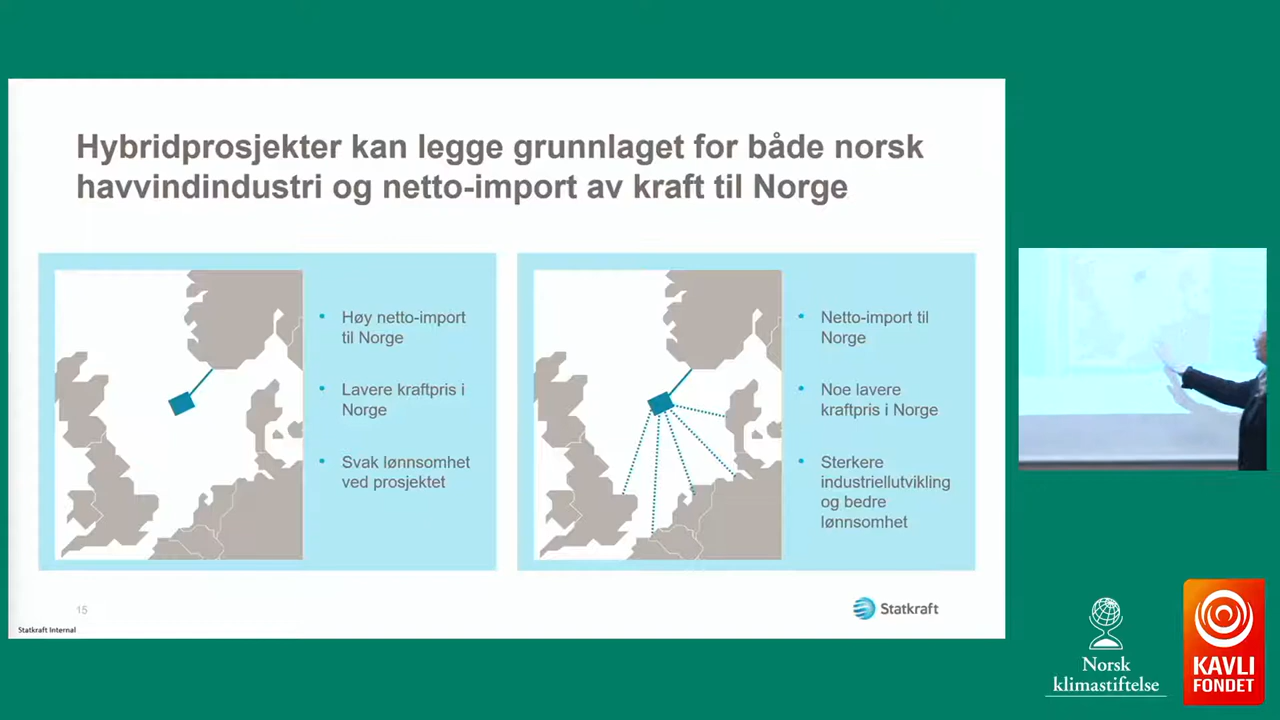 Hybridprosjekter kan legge grunnlaget for både norsk
havvindindustri og netto-import av kraft til Norge
• Høy netto-import
til Norge
• Lavere kraftpris i
Norge
• Svak lønnsomhet
ved prosjektet
• Netto-import til
Norge
• Noe lavere
kraftpris i Norge
• Sterkere
industriellutvikling
og bedre
lønnsomhet
15
Statkraft Internal
Statkraft
Norsk
klimastiftelse
KAVLI
FONDET